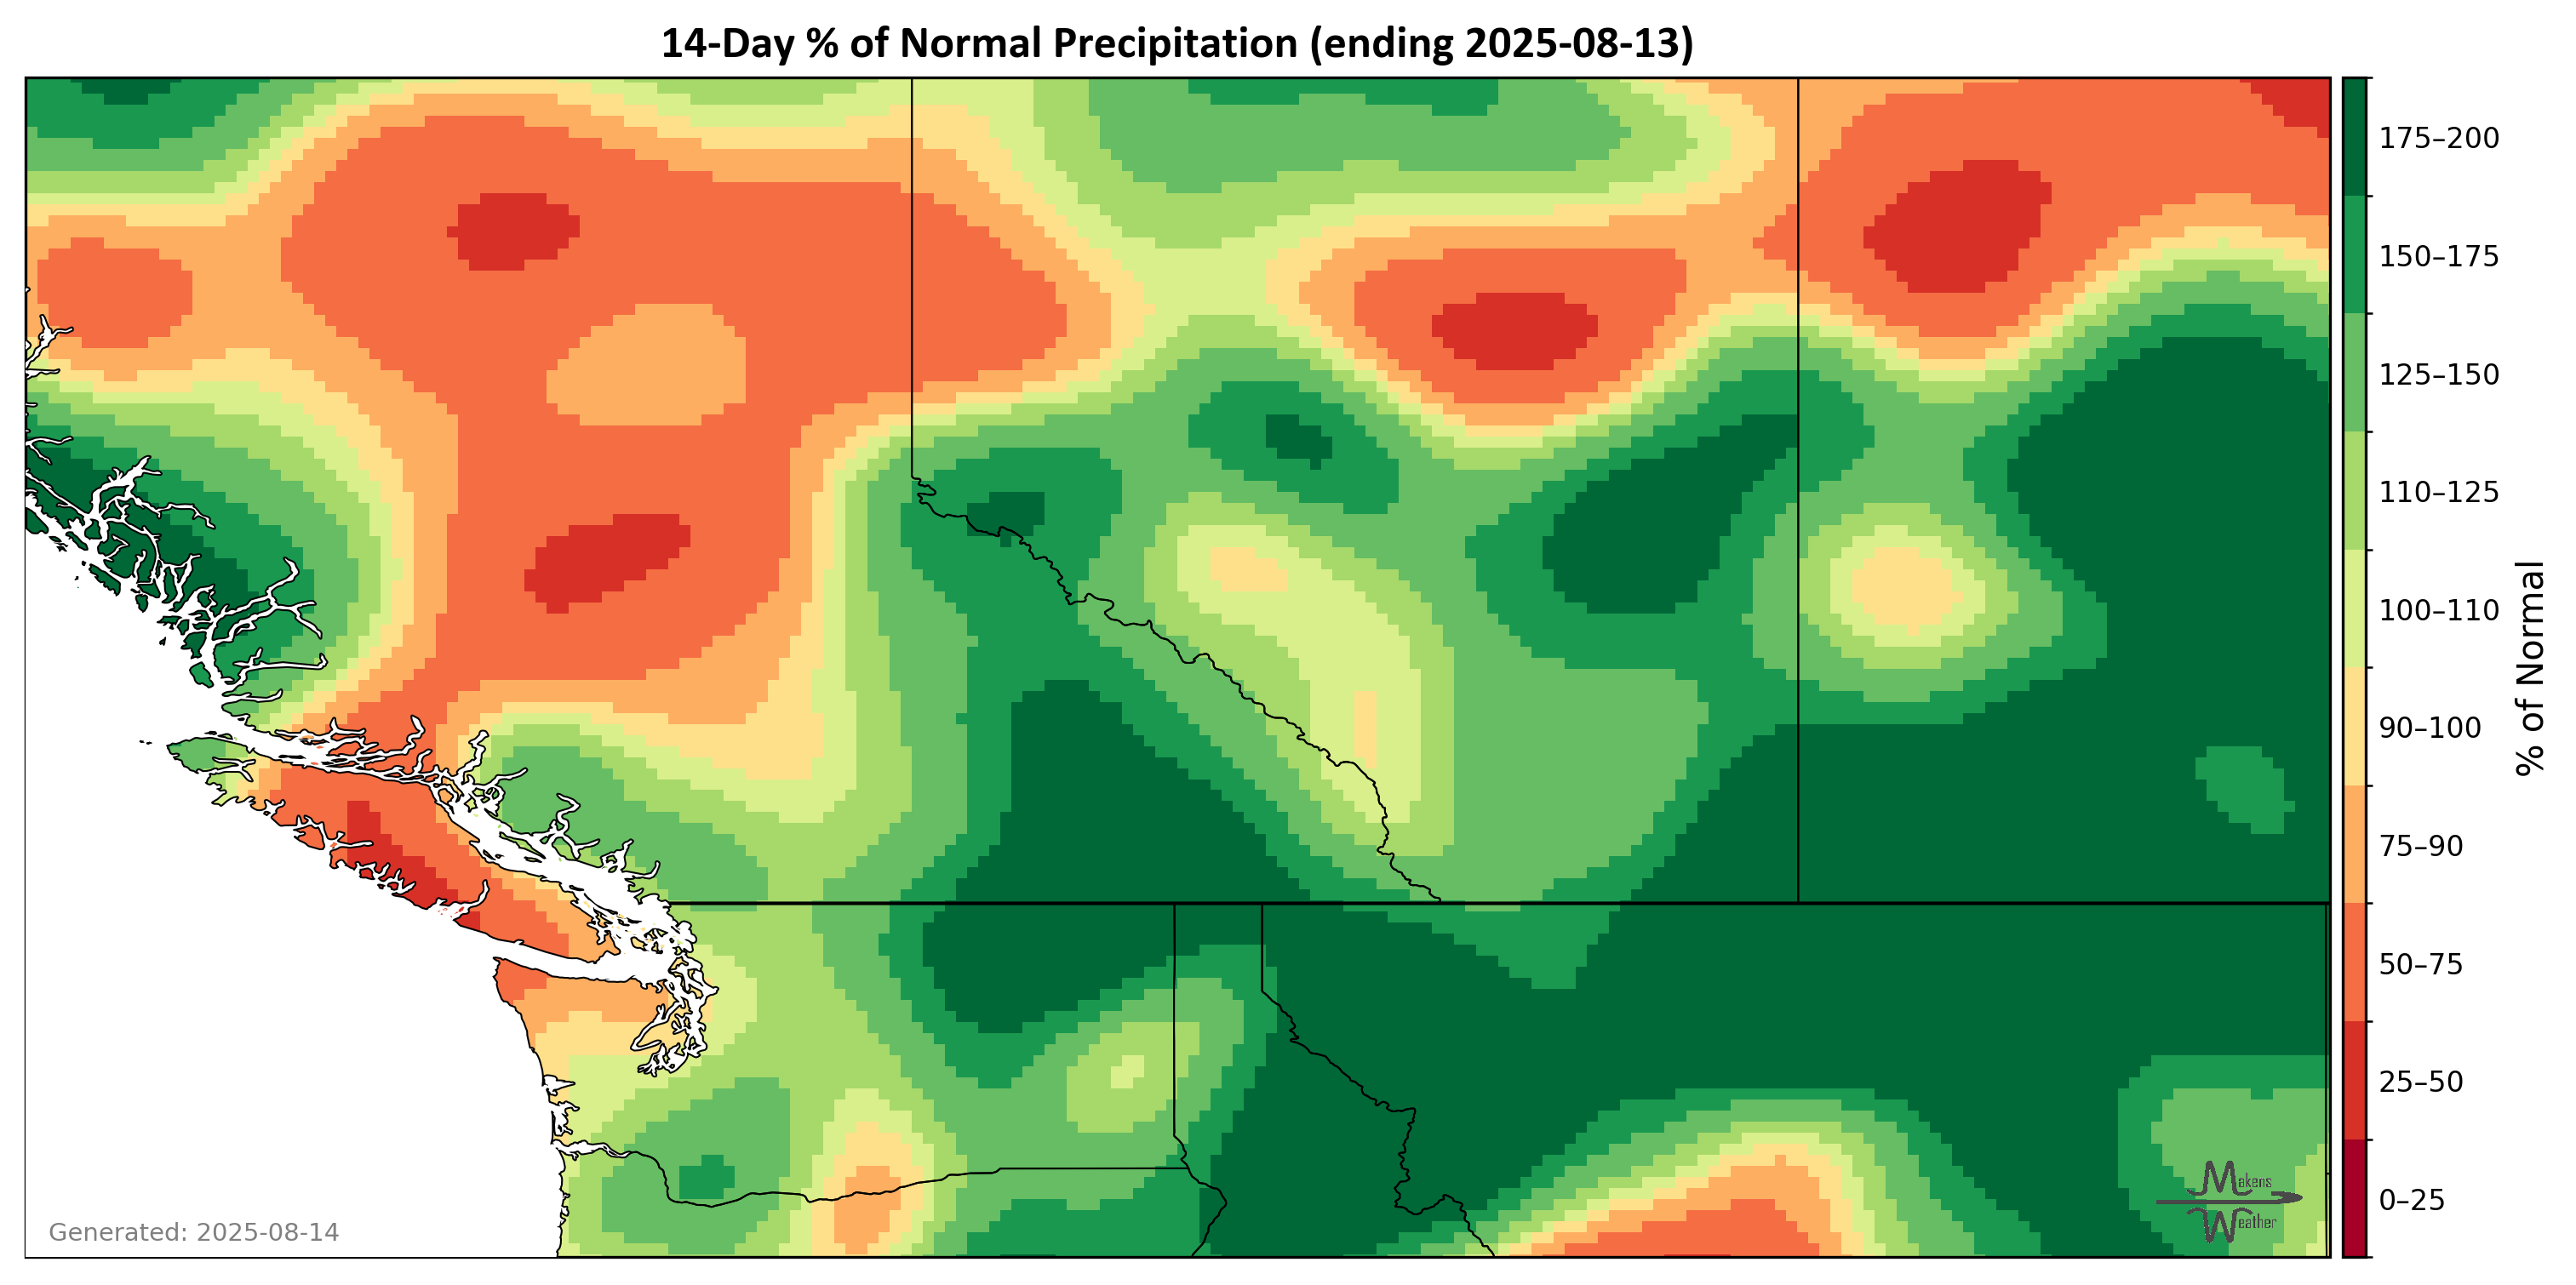 14-Day % of Normal Precipitation (ending 2025-08-13)
175–200
150–175
125–150
110–125
100–110
90–100
75–90
50–75
25–50
0–25
% of Normal
Makens
Weather
Generated: 2025-08-14